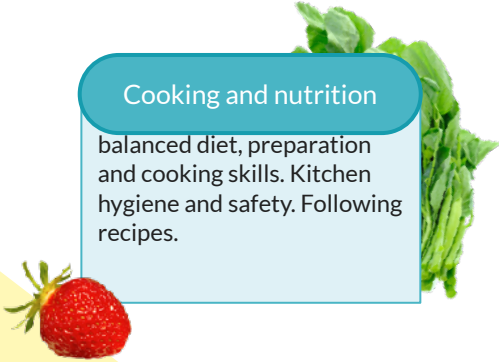 Cooking and nutrition
balanced diet, preparation
and cooking skills. Kitchen
hygiene and safety. Following
recipes.